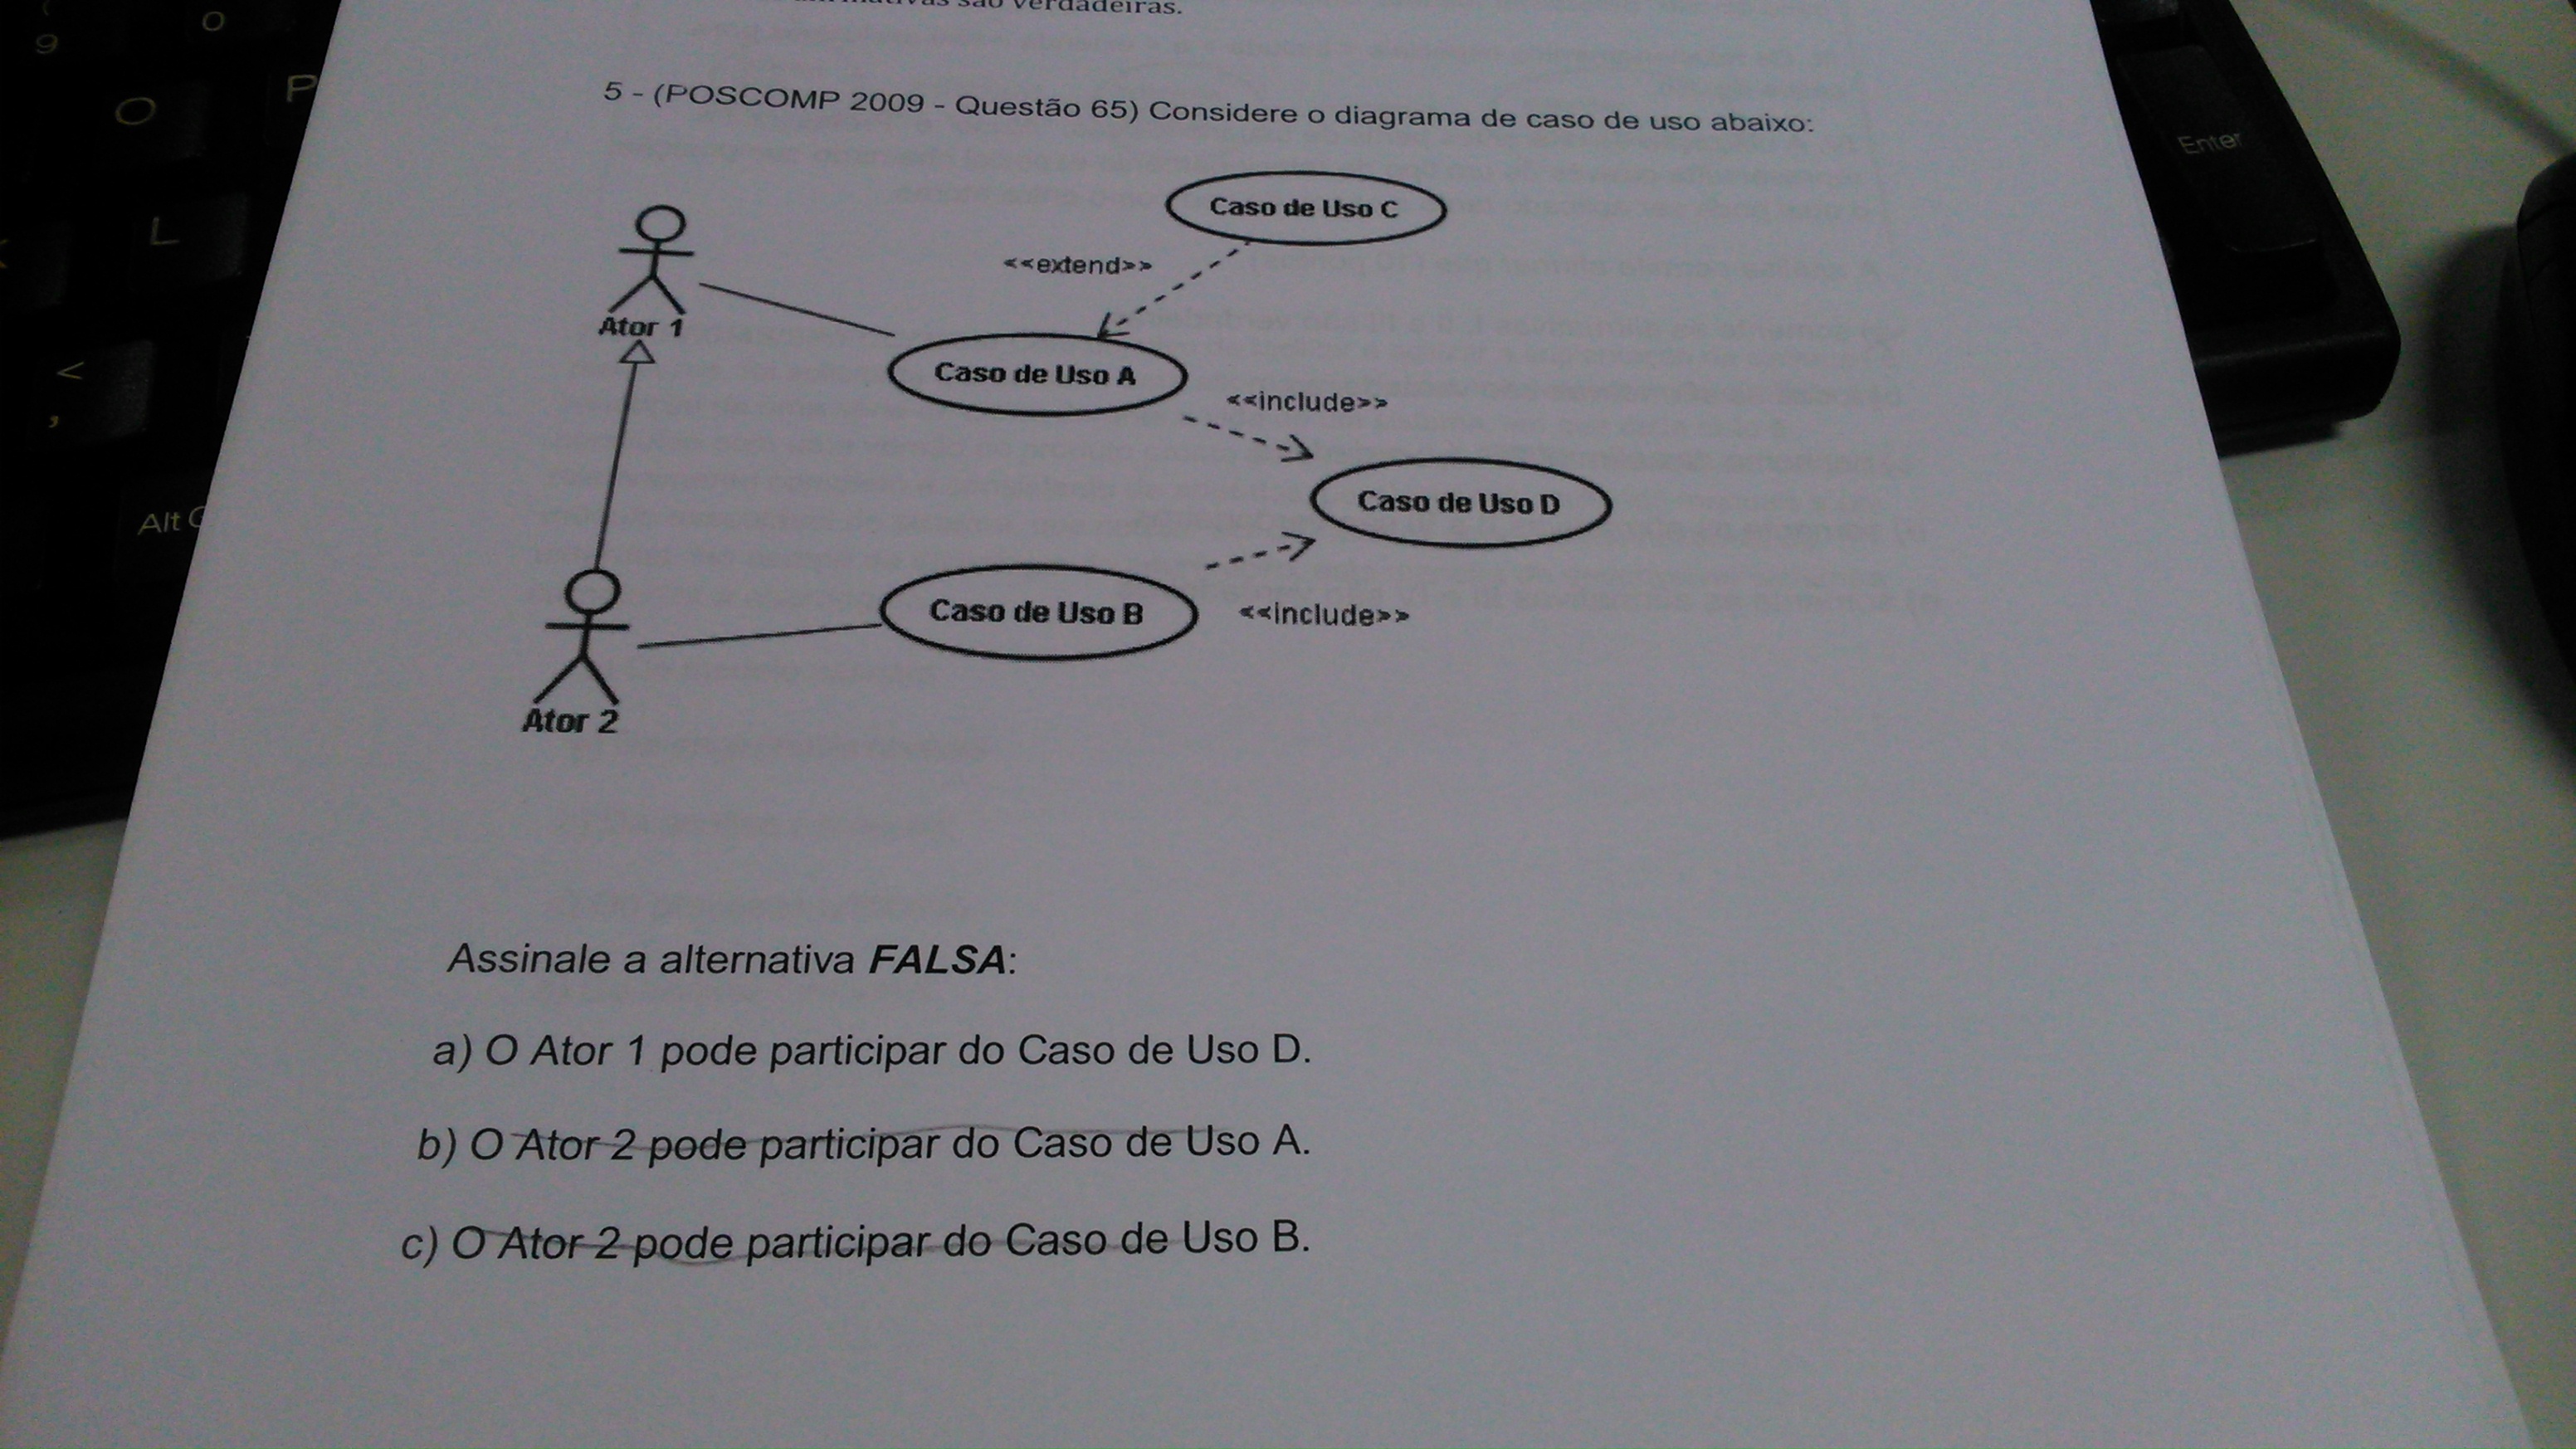 são verdadeiras.
5 - (POSCOMP 2009 - Questão 65) Considere o diagrama de caso de uso abaixo:
Caso de Uso C
<<extend>>
Ator 1
Caso de Uso A
<<include>>
Caso de Uso D
Caso de Uso B
<<include>>
Ator 2
Assinale a alternativa FALSA:
a) O Ator 1 pode participar do Caso de Uso D.
b) O Ator 2 pode participar do Caso de Uso A.
c) O Ator 2 pode participar do Caso de Uso B.
9
O
P
L
<
,
Alt
Enter